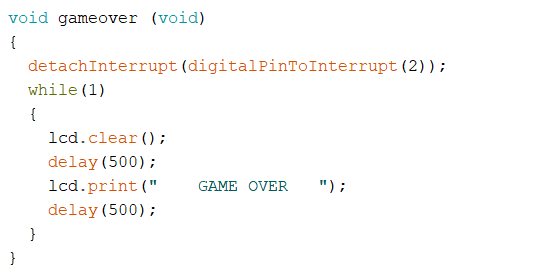 void gameover (void)
{
  detachInterrupt(digitalPinToInterrupt(2));
  while(1)
  {
    lcd.clear();
    delay(500);
    lcd.print("    GAME OVER   ");
    delay(500);
  }
}